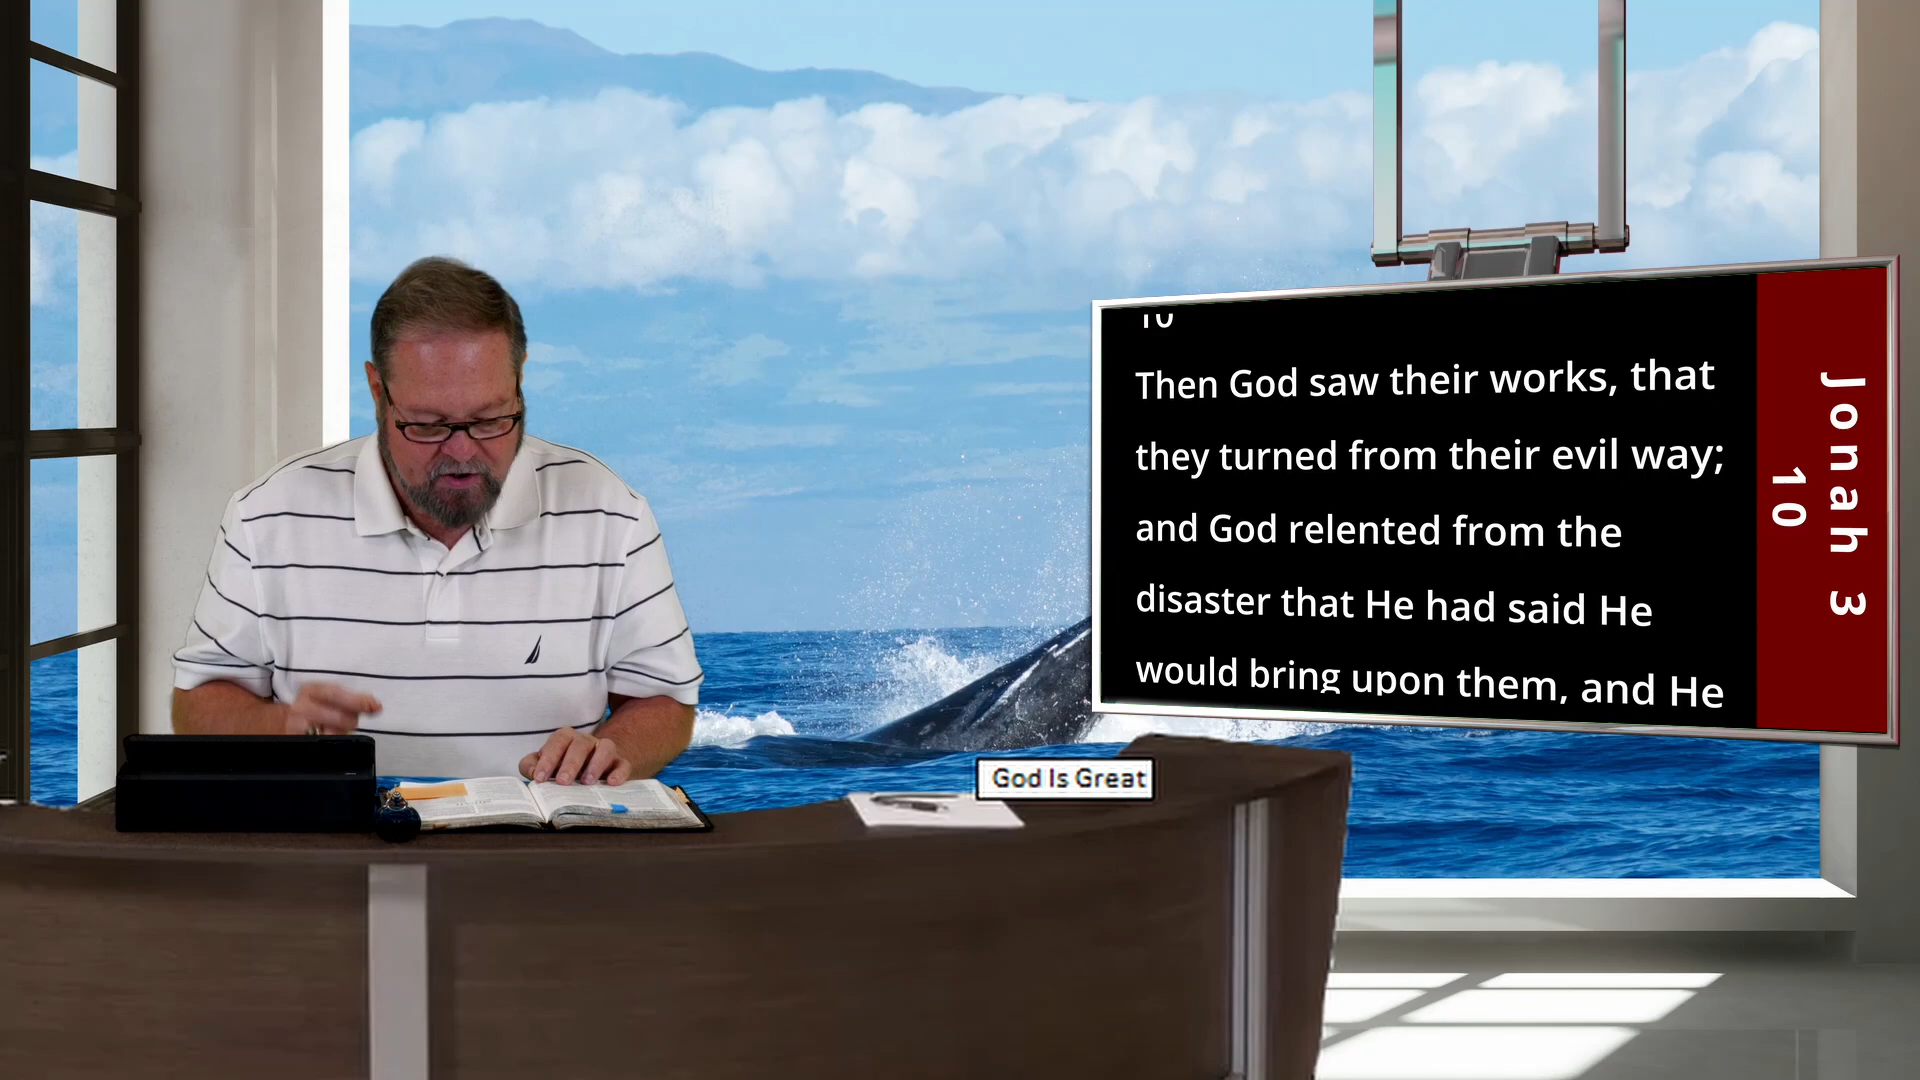 10
Then God saw their works, that
they turned from their evil way;
and God relented from the
disaster that He had said He
would bring upon them, and He
Jonah 3
10
God Is Great